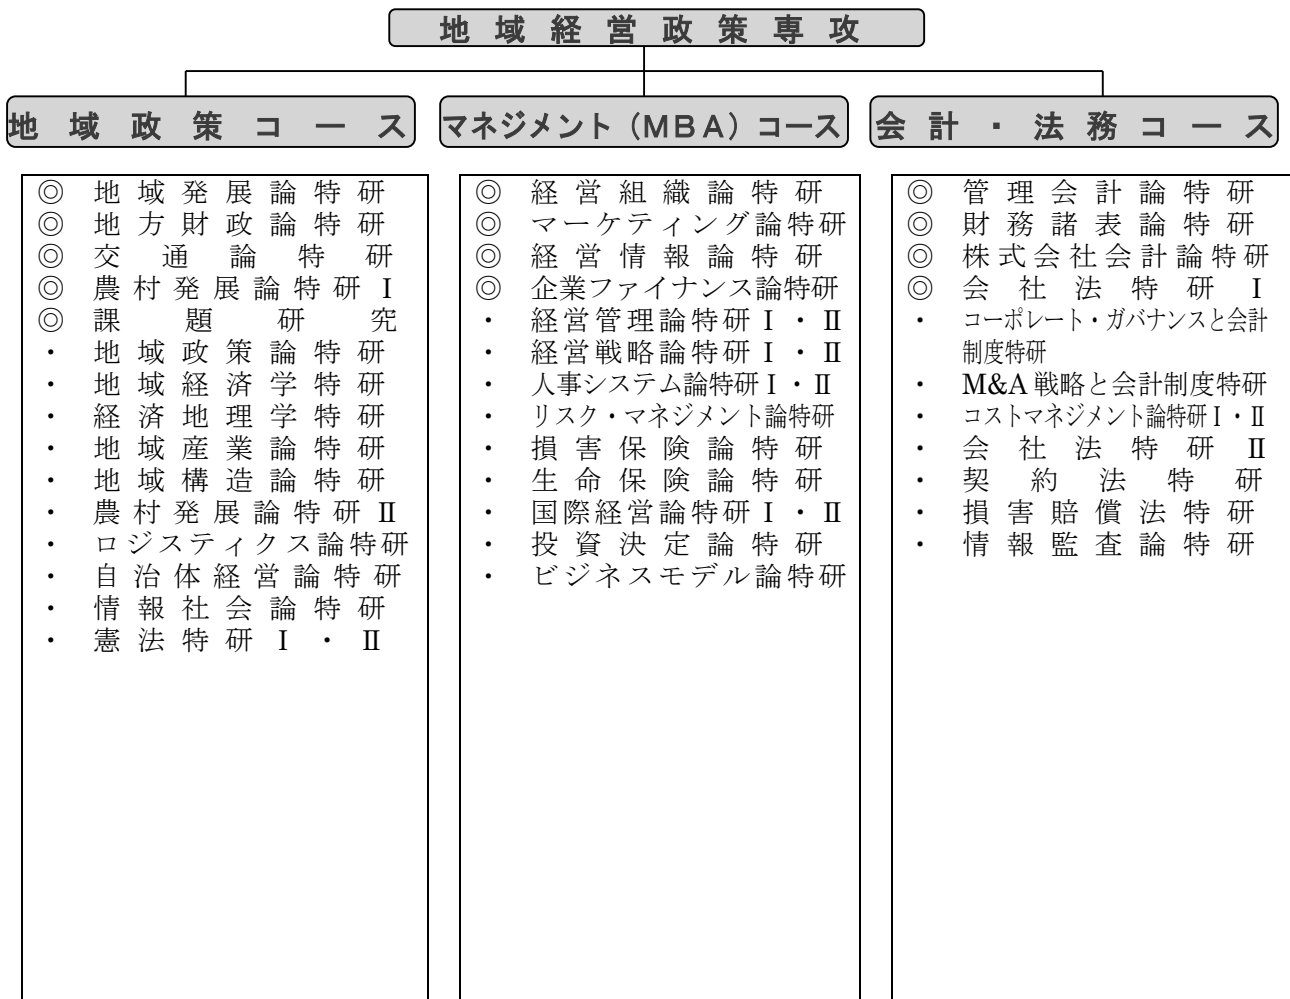 地域経営政策専攻
地域政策コース
◎ 地域発展論特研
◎ 地方財政論特研
◎ 交通論特研
◎ 農村発展論特研Ⅰ
◎ 課題研究
・ 地域政策論特研
・ 地域経済学特研
・ 経済地理学特研
・ 地域産業論特研
・ 地域構造論特研
・ 農村発展論特研Ⅱ
・ ロジスティクス論特研
・ 自治体経営論特研
・ 情報社会論特研
・ 憲法特研Ⅰ・Ⅱ
マネジメント（ＭＢＡ）コース
◎ 経営組織論特研
◎ マーケティング論特研
◎ 経営情報論特研
◎ 企業ファイナンス論特研
・ 経営管理論特研Ⅰ・Ⅱ
・ 経営戦略論特研Ⅰ・Ⅱ
・ 人事システム論特研Ⅰ・Ⅱ
・ リスク・マネジメント論特研
・ 損害保険論特研
・ 生命保険論特研
・ 国際経営論特研Ⅰ・Ⅱ
・ 投資決定論特研
・ ビジネスモデル論特研
会計・法務コース
◎ 管理会計論特研
◎ 財務諸表論特研
◎ 株式会社会計論特研
◎ 会社法特研Ⅰ
・ コーポレート・ガバナンスと会計
制度特研
・ M&A戦略と会計制度特研
・ コストマネジメント論特研Ⅰ・Ⅱ
・ 会社法特研Ⅱ
・ 契約法特研
・ 損害賠償法特研
・ 情報監査論特研